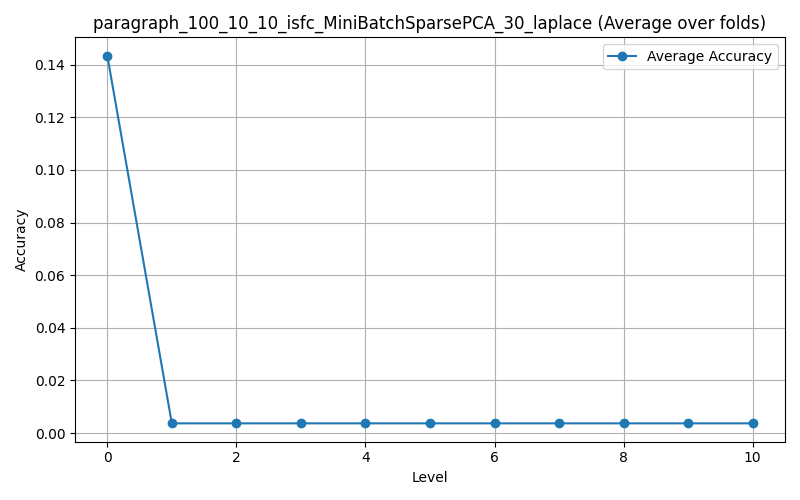 paragraph_100_10_10_isfc_MiniBatchSparsePCA_30_laplace (Average over folds)
Average Accuracy
0.14
0.12
0.10
0.08
0.06
0.04
0.02
0.00
Accuracy
0 2 4 6 8 10
Level